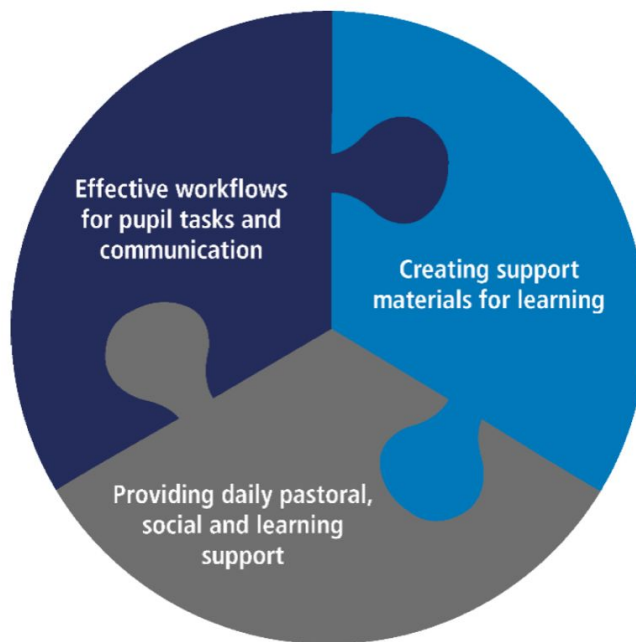 Effective workflows
for pupil tasks and
communication
Creating support
materials for learning
Providing daily pastoral,
social and learning
support